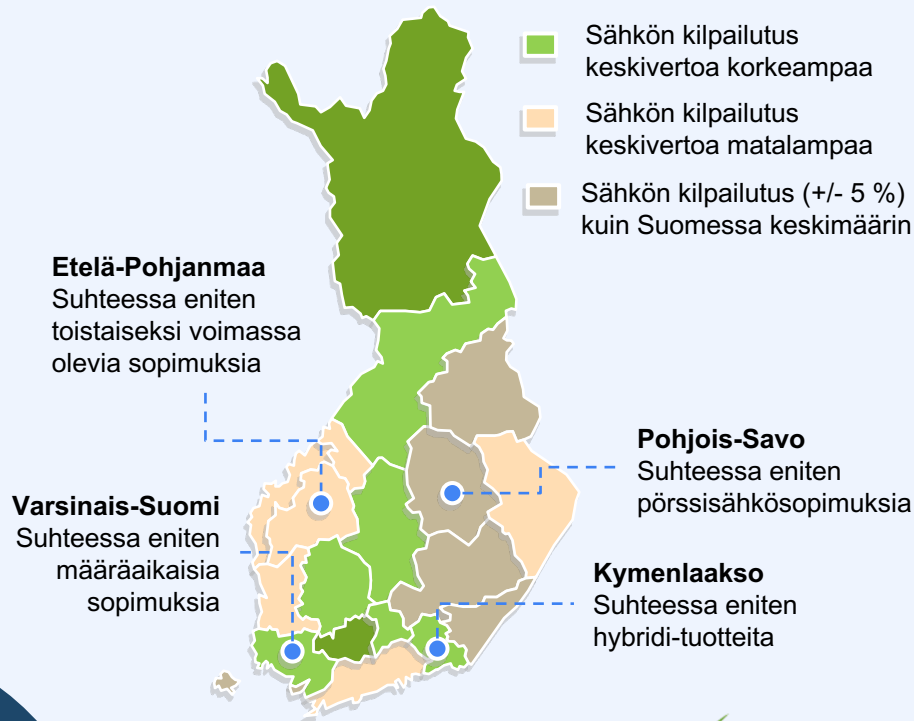 Sähkön kilpailutus
keskivertoa korkeampaa
Sähkön kilpailutus
keskivertoa matalampaa
Sähkön kilpailutus (+/- 5 %)
kuin Suomessa keskimäärin
Etelä-Pohjanmaa
Suhteessa eniten
toistaiseksi voimassa
olevia sopimuksia
Pohjois-Savo
Suhteessa eniten
pörssisähkösopimuksia
Varsinais-Suomi
Suhteessa eniten
määräaikaisia
sopimuksia
Kymenlaakso
Suhteessa eniten
hybridi-tuotteita